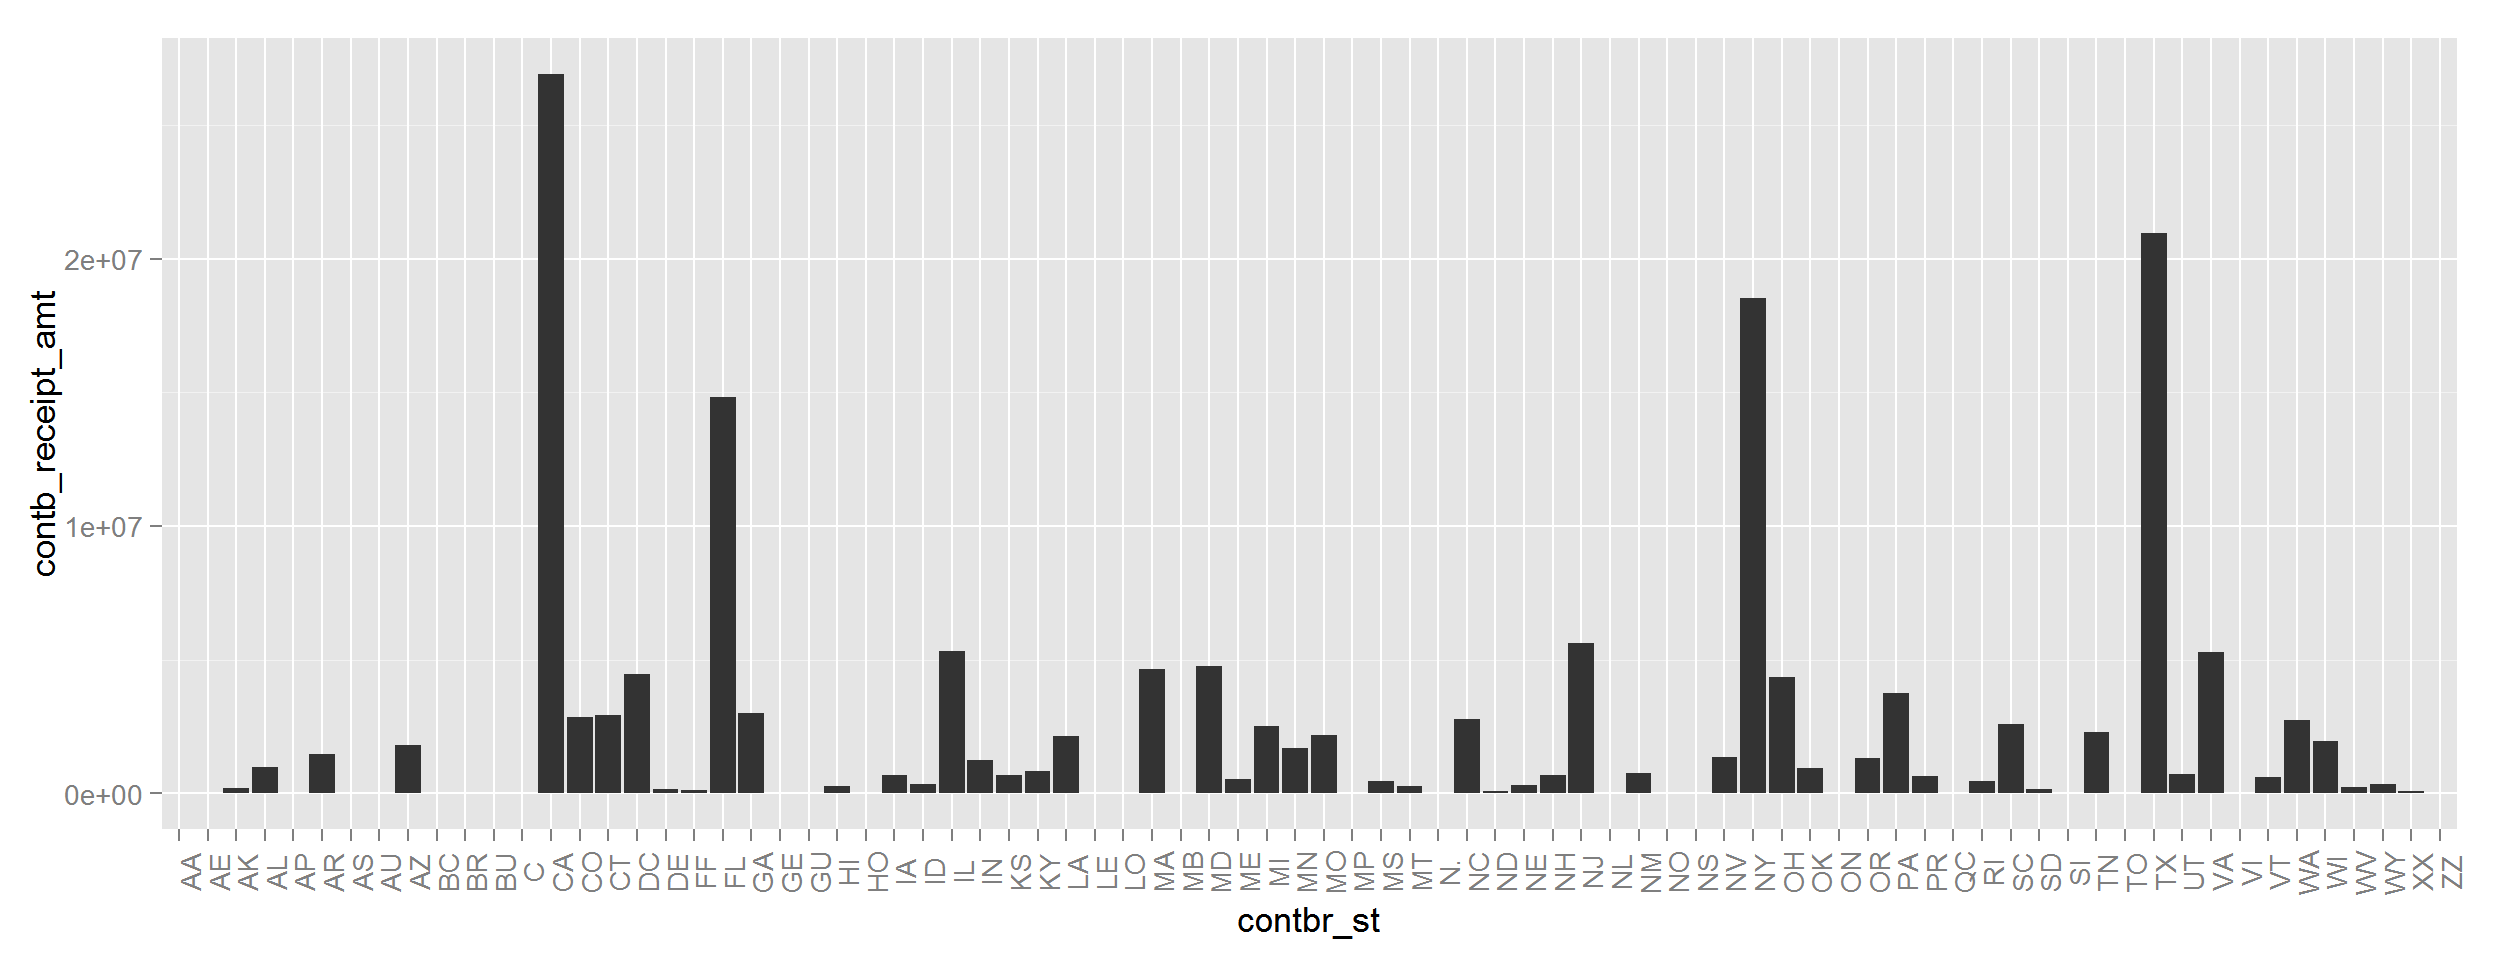 contb_receipt_amt
2e+07
1e+07
0e+00
AA AE AK AL AP AR AS AU AZ BC BR BU C CA CO CT DC DE FF FL GA GE GU HI HO IA ID IL IN KS KY LA LE LO MA MB MD ME MI MN MO MP MS MT N. NC ND NE NH NJ NL NM NO NS NV NY OH OK ON OR PA PR QC RI SC SD SI TN TO TX UT VA VI VT WA WI WV WY XX ZZ
contbr_st